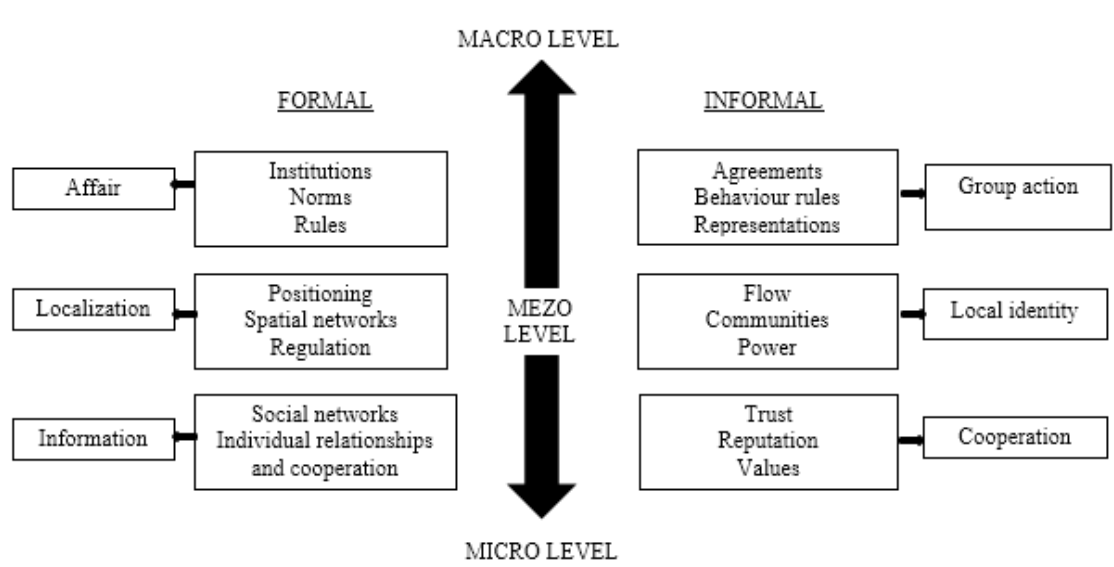 MACRO LEVEL
FORMAL
INFORMAL
Affair
Institutions
Norms
Rules
Agreements
Behaviour rules
Representations
Group action
Localization
Positioning
Spatial networks
Regulation
MEZO
LEVEL
Flow
Communities
Power
Local identity
Information
Social networks
Individual relationships
and cooperation
Trust
Reputation
Values
Cooperation
MICRO LEVEL